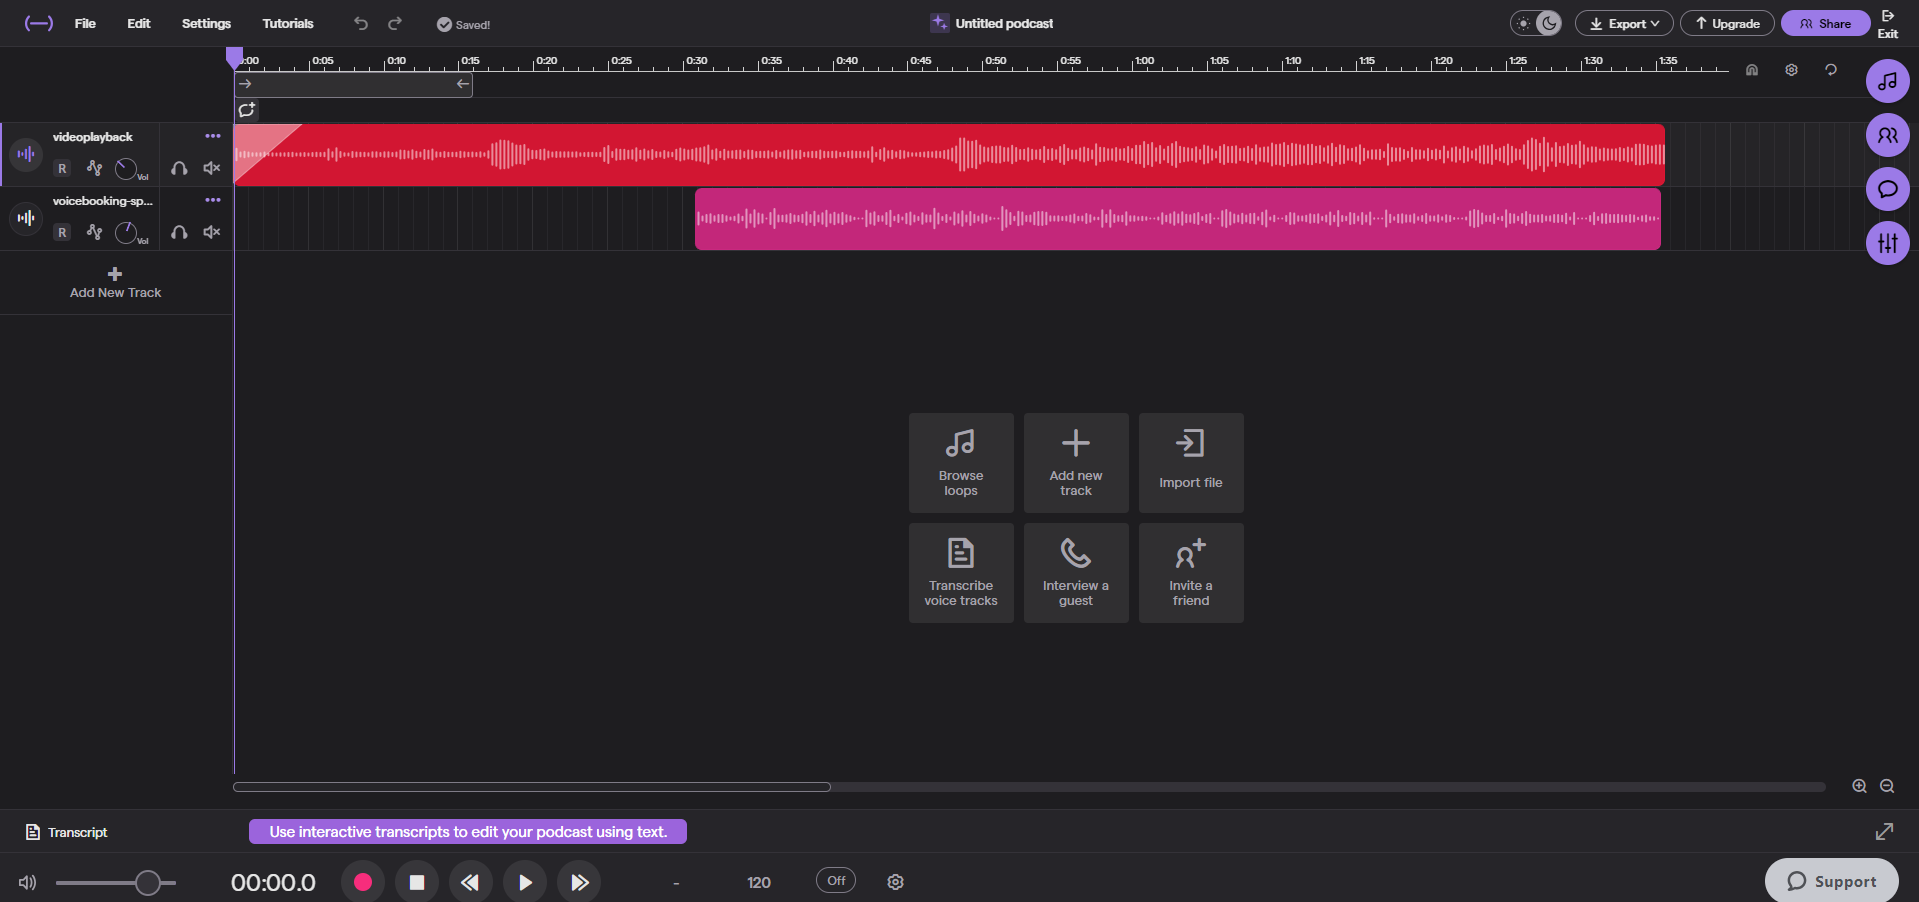 File Edit Settings Tutorials Saved! Untitled podcast Export Upgrade Share Exit
:00 0:05 0:10 0:15 0:20 0:25 0:30 0:35 0:40 0:45 0:50 0:55 1:00 1:05 1:10 1:15 1:20 1:25 1:30 1:35
videoplayback
R Vol
voicebooking-sp...
R Vol
Add New Track
Browse
loops
Add new
track
Import file
Transcribe
voice tracks
Interview a
guest
Invite a
friend
Transcript Use interactive transcripts to edit your podcast using text.
00:00.0 - 120 Off Support